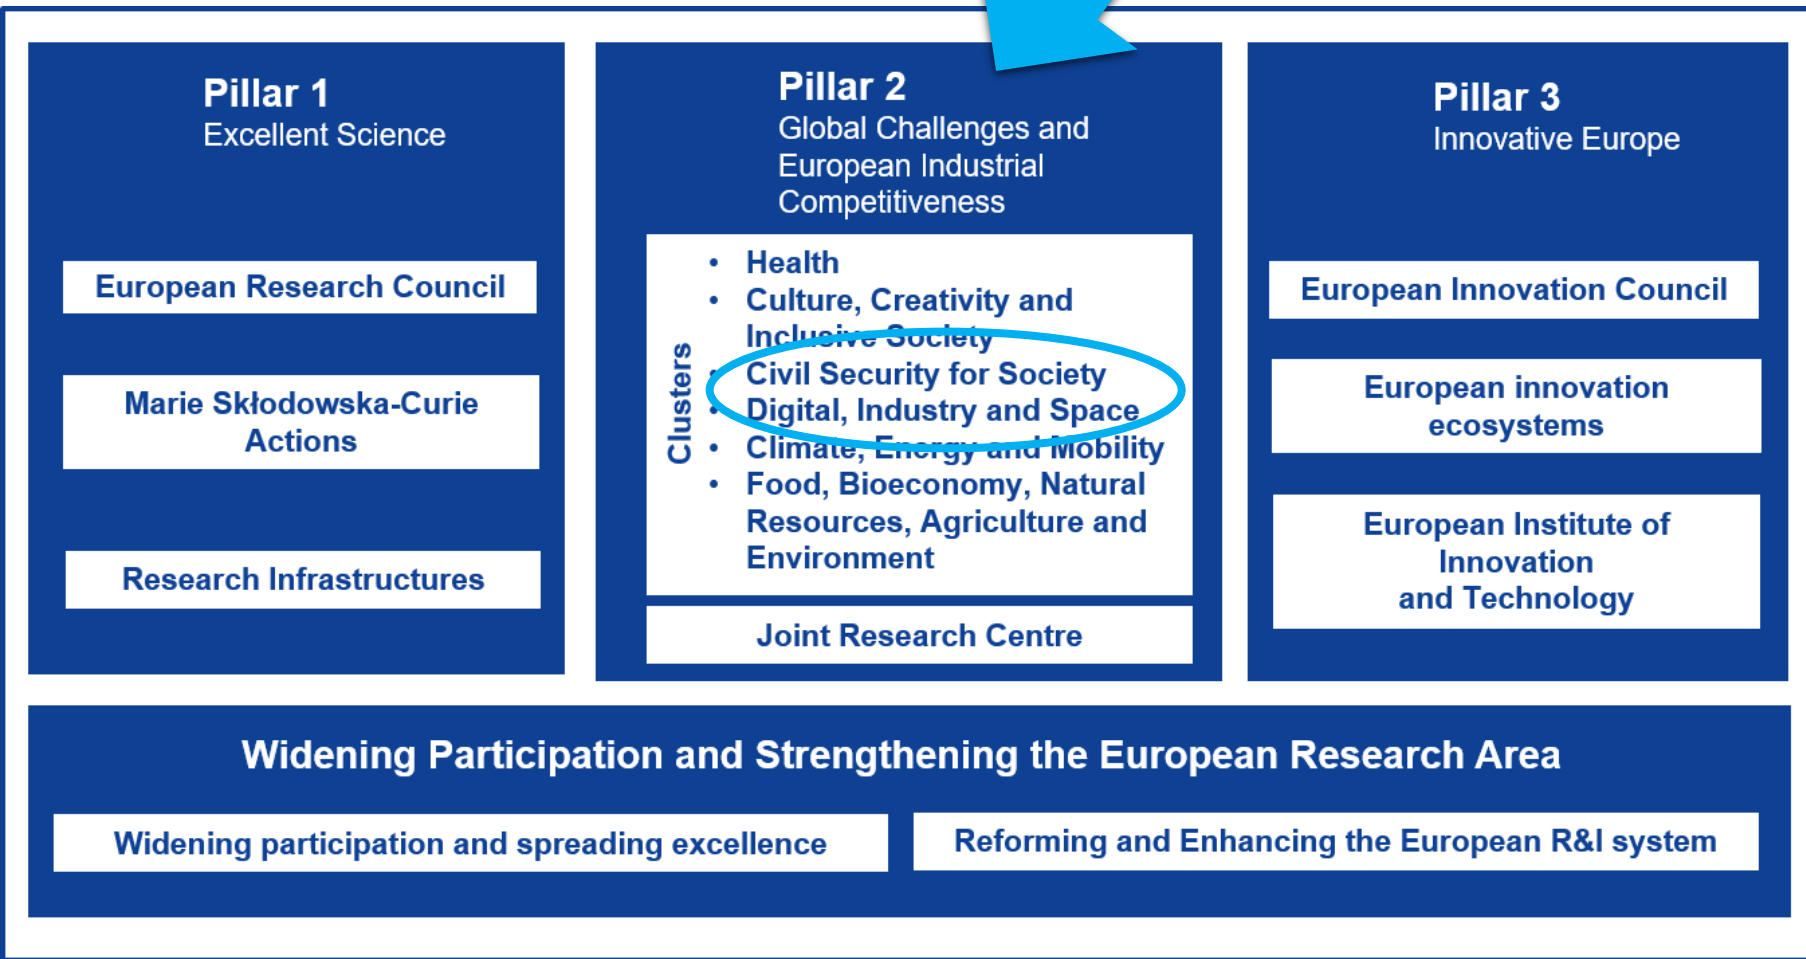 Pillar 1
Excellent Science
European Research Council
Marie Skłodowska-Curie
Actions
Research Infrastructures
Pillar 2
Global Challenges and
European Industrial
Competitiveness
Clusters
• Health
• Culture, Creativity and
Inclusive Society
• Civil Security for Society
• Digital, Industry and Space
• Climate, Energy and Mobility
• Food, Bioeconomy, Natural
Resources, Agriculture and
Environment
Joint Research Centre
Pillar 3
Innovative Europe
European Innovation Council
European innovation
ecosystems
European Institute of
Innovation
and Technology
Widening Participation and Strengthening the European Research Area
Widening participation and spreading excellence
Reforming and Enhancing the European R&I system